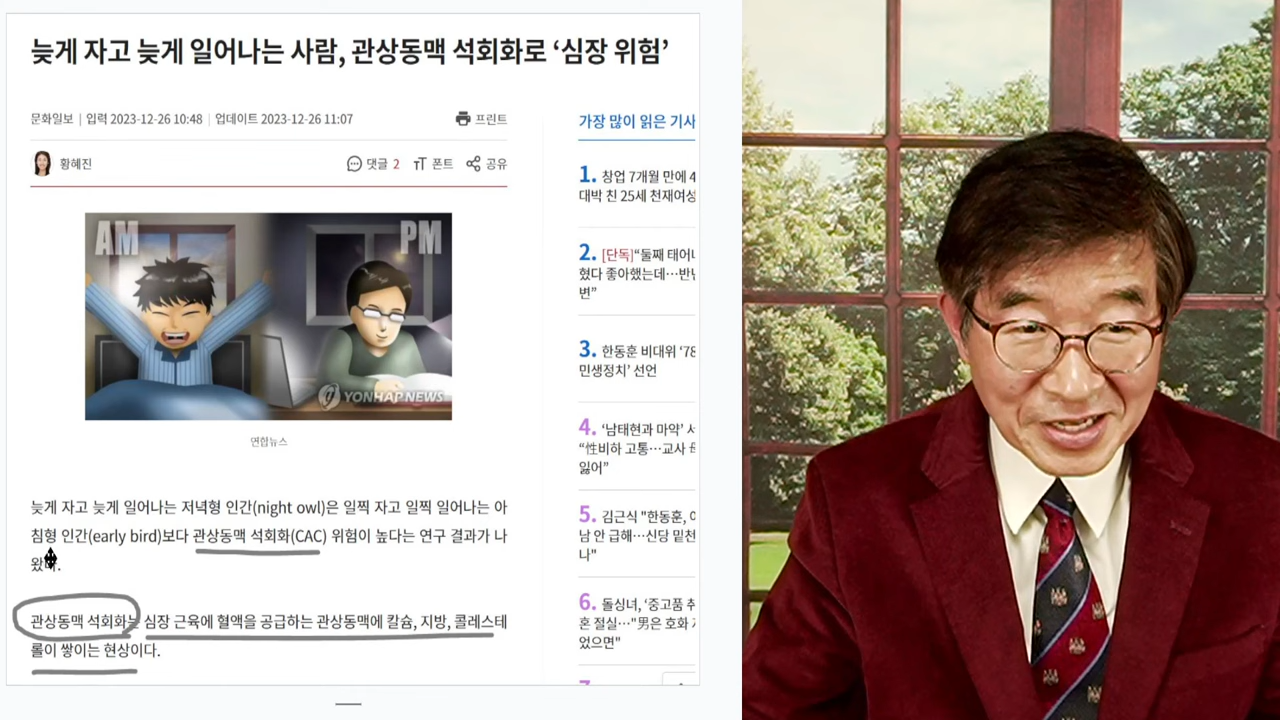 늦게 자고 늦게 일어나는 사람, 관상동맥 석회화로 ‘심장 위험’
문화일보 | 입력 2023-12-26 10:48 | 업데이트 2023-12-26 11:07
프린트
황혜진
댓글 2
폰트
공유
AM
PM
YONHAP NEWS
연합뉴스
늦게 자고 늦게 일어나는 저녁형 인간(night owl)은 일찍 자고 일찍 일어나는 아
침형 인간(early bird)보다 관상동맥 석회화(CAC) 위험이 높다는 연구 결과가 나
왔다.
관상동맥 석회화는 심장 근육에 혈액을 공급하는 관상동맥에 칼슘, 지방, 콜레스테
롤이 쌓이는 현상이다.
가장 많이 읽은 기사
1. 창업 7개월 만에 4
대박 친 25세 천재여성
2. [단독]“둘째 태어나
혔다 좋아했는데…반년
변”
3. 한동훈 비대위 ‘78
민생정치’ 선언
4. ‘남태현과 마약’ 서
“性비하 고통…교사
잃어”
5. 김근식 "한동훈, 이
남 안 급해…신당 밑천
나"
6. 돌싱녀, ‘중고품 취
혼 절실…"男은 호화
었으면"